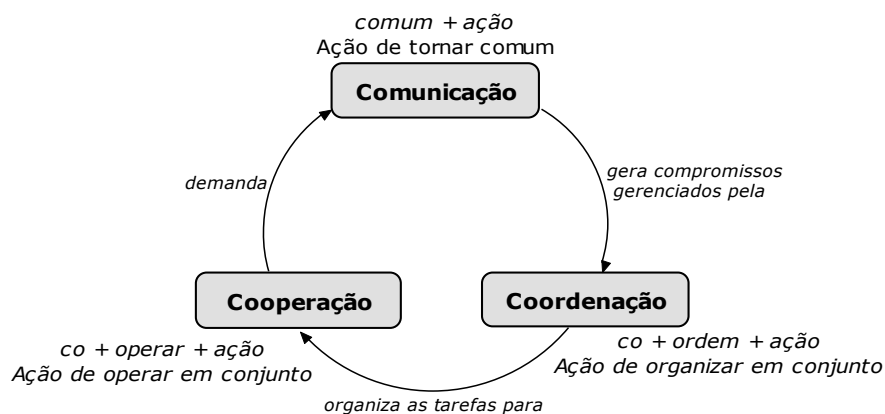 comum + ação
Ação de tornar comum
Comunicação
demanda
gera compromissos
gerenciados pela
Cooperação
Coordenação
co + operar + ação
Ação de operar em conjunto
co + ordem + ação
Ação de organizar em conjunto
organiza as tarefas para